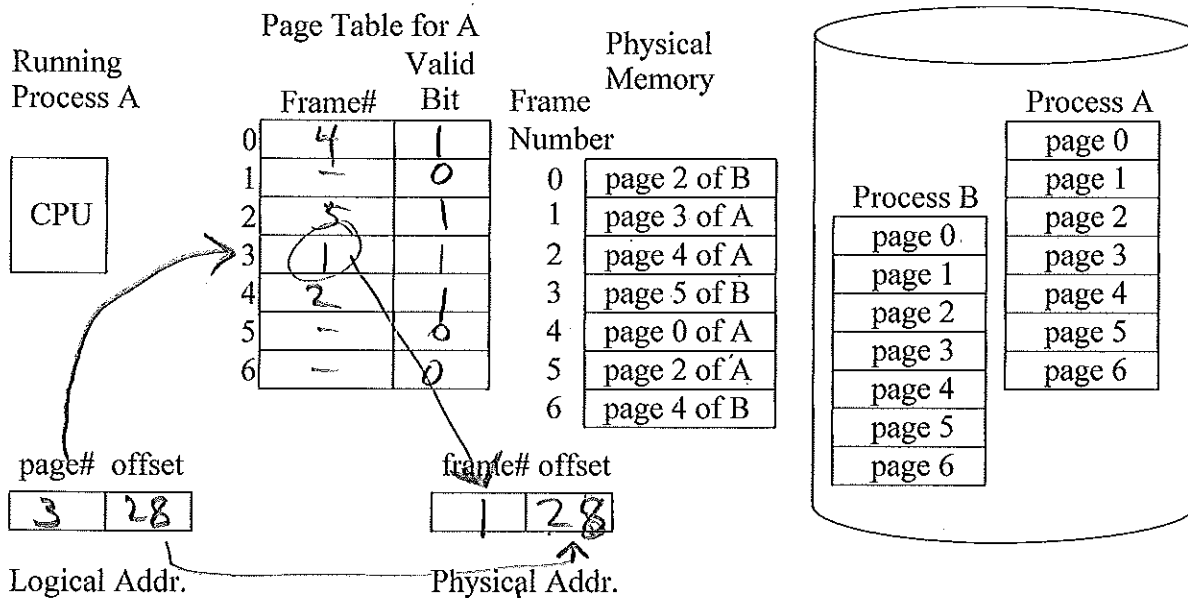 Running
Process A
CPU
Page Table for A
Valid
Frame# Bit
0 4 1
1 - 0
2 5 1
3 1 1
4 2 1
5 - 0
6 - 0
Physical
Memory
Frame
Number
0 page 2 of B
1 page 3 of A
2 page 4 of A
3 page 5 of B
4 page 0 of A
5 page 2 of A
6 page 4 of B
Process B
page 0
page 1
page 2
page 3
page 4
page 5
page 6
Process A
page 0
page 1
page 2
page 3
page 4
page 5
page 6
page# offset
3 28
Logical Addr.
frame# offset
1 28
Physical Addr.